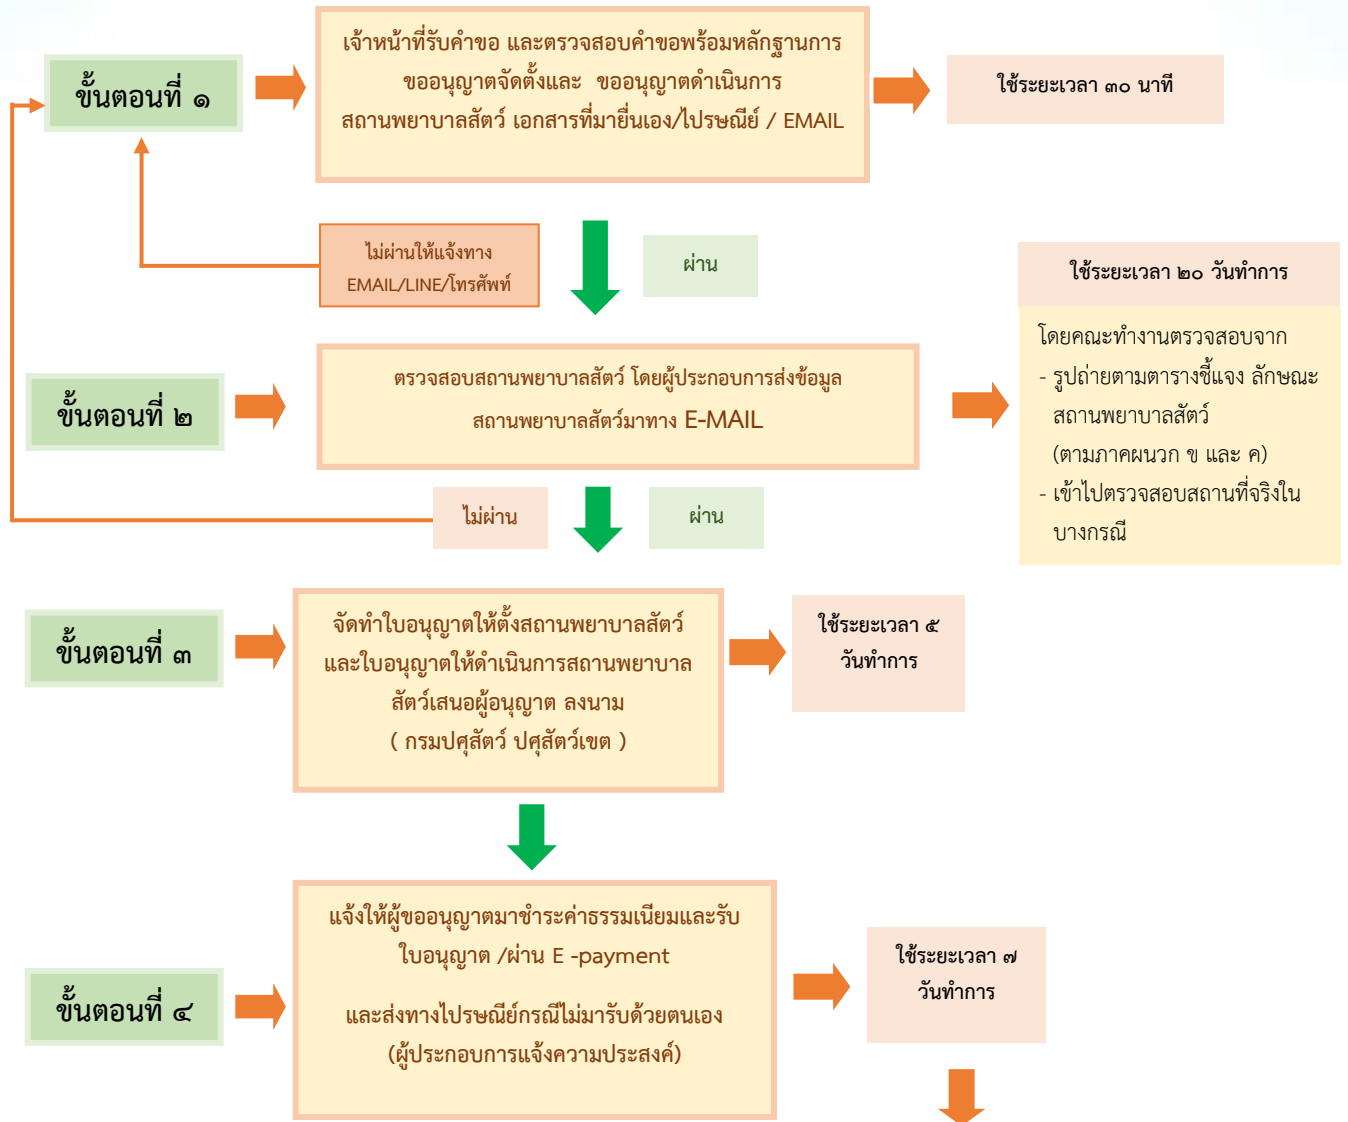 ขั้นตอนที่ ๑
เจ้าหน้าที่รับคำขอ และตรวจสอบคำขอพร้อมหลักฐานการ
ขออนุญาตจัดตั้งและ ขออนุญาตดำเนินการ
สถานพยาบาลสัตว์ เอกสารที่มายื่นเอง/ไปรษณีย์ / EMAIL
ใช้ระยะเวลา ๓๐ นาที
ไม่ผ่านให้แจ้งทาง
EMAIL/LINE/โทรศัพท์
ผ่าน
ขั้นตอนที่ ๒
ตรวจสอบสถานพยาบาลสัตว์ โดยผู้ประกอบการส่งข้อมูล
สถานพยาบาลสัตว์มาทาง E-MAIL
ใช้ระยะเวลา ๒๐ วันทำการ
โดยคณะทำงานตรวจสอบจาก
- รูปถ่ายตามตารางชี้แจง ลักษณะ
สถานพยาบาลสัตว์
(ตามภาคผนวก ข และ ค)
- เข้าไปตรวจสอบสถานที่จริงใน
บางกรณี
ไม่ผ่าน
ผ่าน
ขั้นตอนที่ ๓
จัดทำใบอนุญาตให้ตั้งสถานพยาบาลสัตว์
และใบอนุญาตให้ดำเนินการสถานพยาบาล
สัตว์เสนอผู้อนุญาต ลงนาม
( กรมปศุสัตว์ ปศุสัตว์เขต )
ใช้ระยะเวลา ๕
วันทำการ
ขั้นตอนที่ ๔
แจ้งให้ผู้ขออนุญาตมาชำระค่าธรรมเนียมและรับ
ใบอนุญาต /ผ่าน E -payment
และส่งทางไปรษณีย์กรณีไม่มารับด้วยตนเอง
(ผู้ประกอบการแจ้งความประสงค์)
ใช้ระยะเวลา ๗
วันทำการ